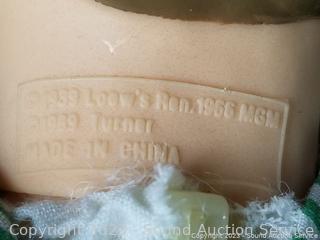 ©1939 Loew's Ren. 1966 MGM
©1989 Turner
MADE IN CHINA
Copyright 2023 - Sound Auction Service